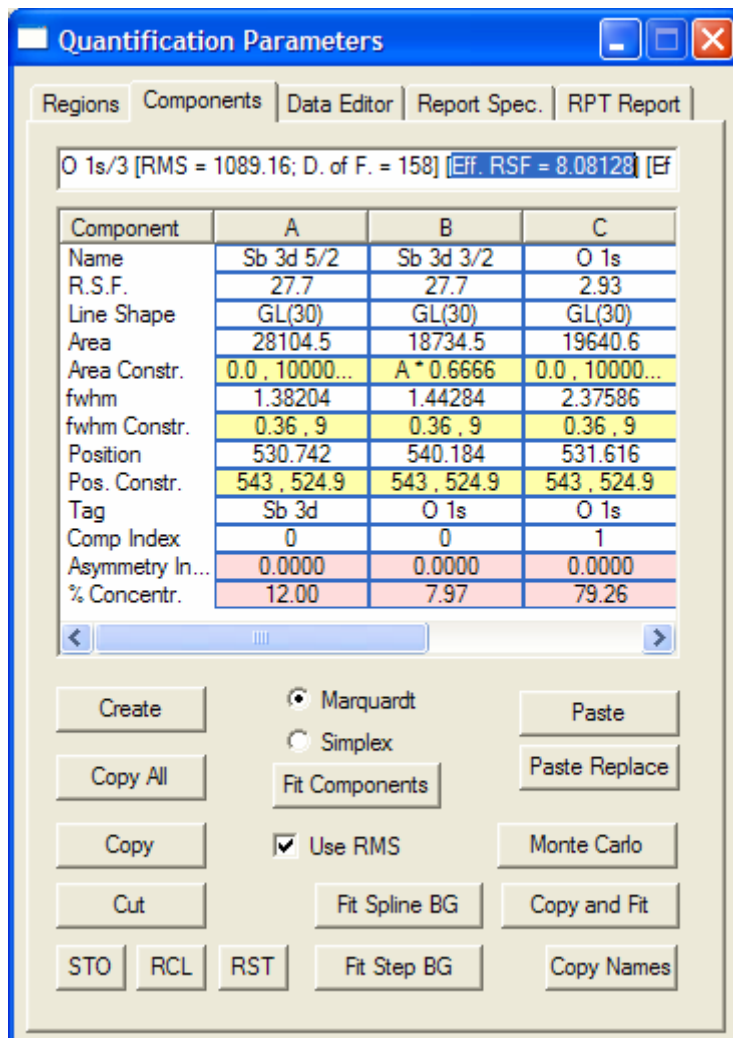 Quantification Parameters
Regions Components Data Editor Report Spec. RPT Report
O 1s/3 [RMS = 1089.16; D. of F. = 158] [Eff. RSF = 8.08128] [Ef
Component A B C
Name Sb 3d 5/2 Sb 3d 3/2 O 1s
R.S.F. 27.7 27.7 2.93
Line Shape GL(30) GL(30) GL(30)
Area 28104.5 18734.5 19640.6
Area Constr. 0.0 , 10000... A * 0.6666 0.0 , 10000...
fwhm 1.38204 1.44284 2.37586
fwhm Constr. 0.36 , 9 0.36 , 9 0.36 , 9
Position 530.742 540.184 531.616
Pos. Constr. 543 , 524.9 543 , 524.9 543 , 524.9
Tag Sb 3d O 1s O 1s
Comp Index 0 0 1
Asymmetry In... 0.0000 0.0000 0.0000
% Concentr. 12.00 7.97 79.26
Create Marquardt Paste
Simplex
Copy All Fit Components Paste Replace
Copy Use RMS Monte Carlo
Cut Fit Spline BG Copy and Fit
STO RCL RST Fit Step BG Copy Names